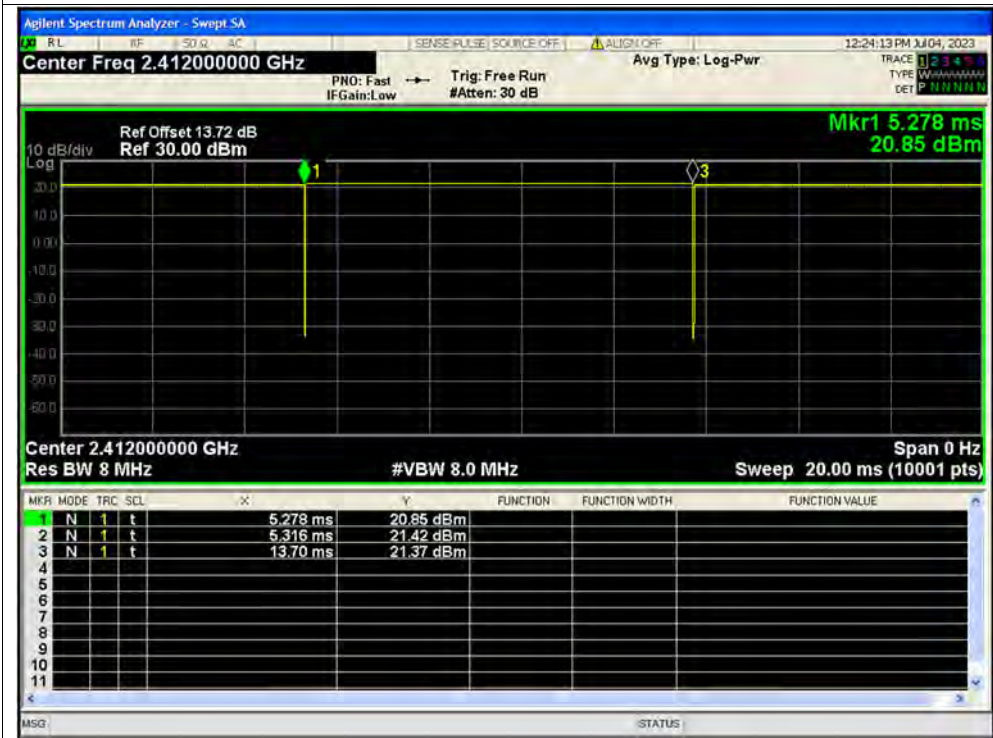 Agilent Spectrum Analyzer - Swept SA
RL RF 50 Ω AC SENSE:PULSE SOURCE OFF ALIGN OFF 12:24:13 PM Jul 04, 2023
Center Freq 2.412000000 GHz
PNO: Fast Trig: Free Run Avg Type: Log-Pwr TRACE 1 2 3 4 5 6
IFGain:Low #Atten: 30 dB TYPE
DET P N N N N N
Mkr1 5.278 ms
20.85 dBm
Ref Offset 13.72 dB
10 dB/div Ref 30.00 dBm
Log
1
3
20.0
10.0
0.00
-10.0
-20.0
-30.0
-40.0
-50.0
-60.0
Center 2.412000000 GHz Span 0 Hz
Res BW 8 MHz #VBW 8.0 MHz Sweep 20.00 ms (10001 pts)
MKR MODE TRC SCL X Y FUNCTION FUNCTION WIDTH FUNCTION VALUE
1 N 1 t 5.278 ms 20.85 dBm
2 N 1 t 5.316 ms 21.42 dBm
3 N 1 t 13.70 ms 21.37 dBm
4
5
6
7
8
9
10
11
MSG STATUS